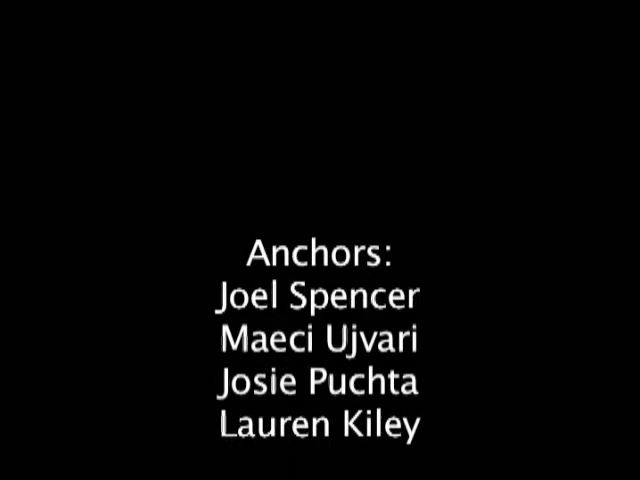 Anchors:
Joel Spencer
Maeci Ujvari
Josie Puchta
Lauren Kiley